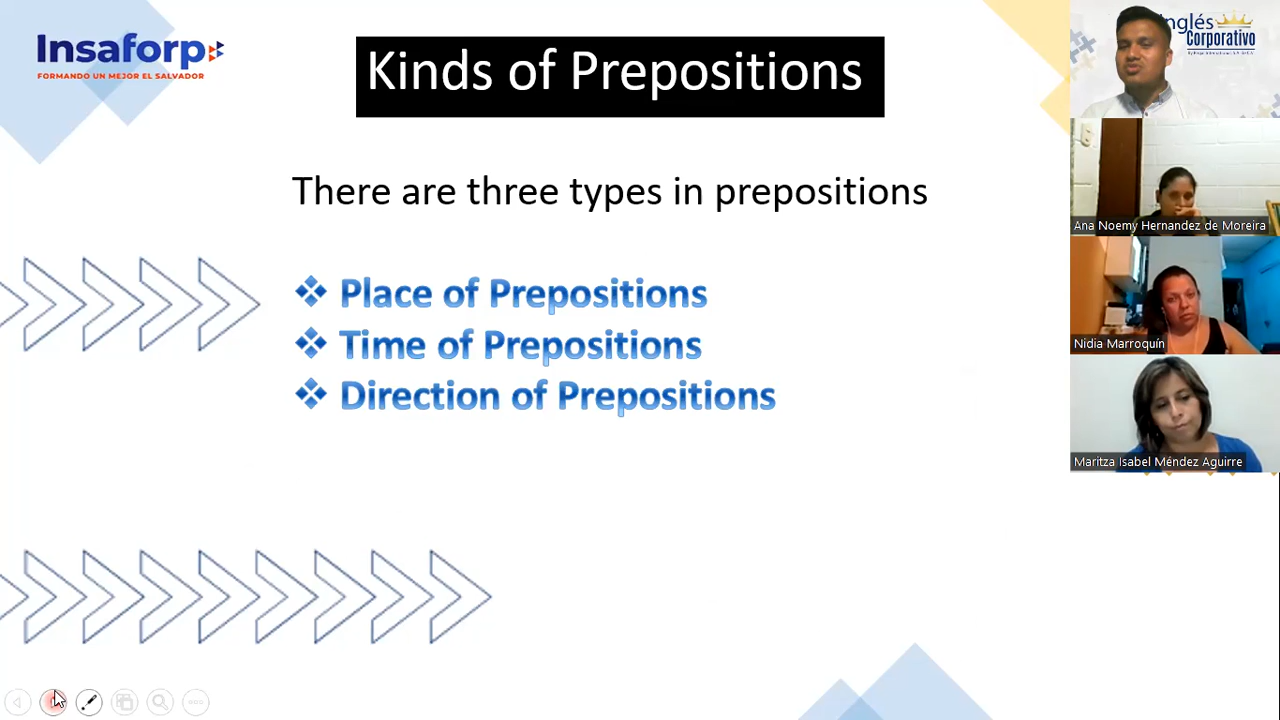 Insaforp
FORMANDO UN MEJOR EL SALVADOR
Kinds of Prepositions
There are three types in prepositions
Place of Prepositions
Time of Prepositions
Direction of Prepositions
Inglés
Corporativo
Ana Noemy Hernandez de Moreira
Nidia Marroquín
Maritza Isabel Méndez Aguirre